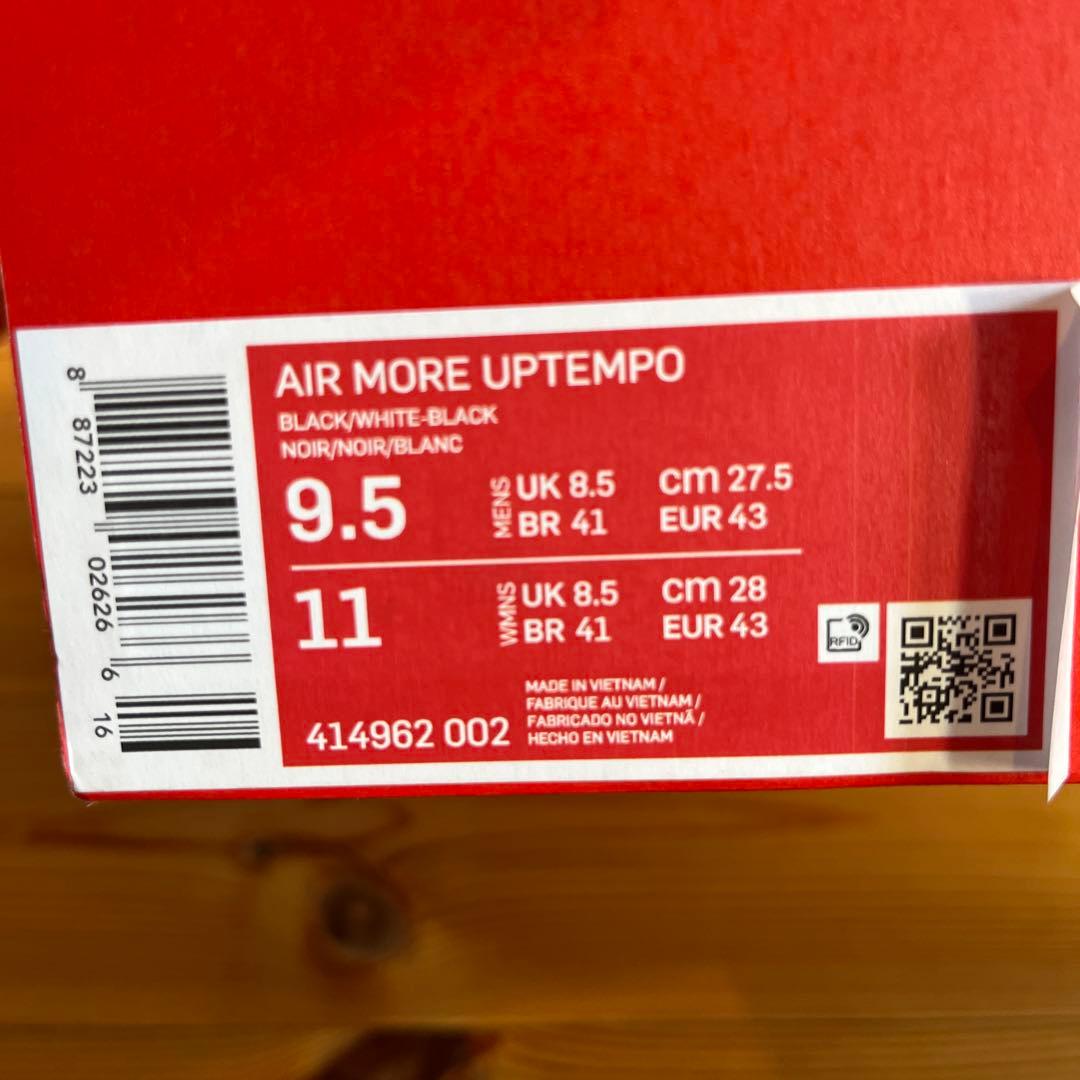 AIR MORE UPTEMPO
BLACK/WHITE-BLACK
NOIR/NOIR/BLANC
9.5 MENS UK 8.5 cm 27.5
BR 41 EUR 43
11 WMNS UK 8.5 cm 28
BR 41 EUR 43
RFID
MADE IN VIETNAM /
FABRIQUE AU VIETNAM /
FABRICADO NO VIETNÃ /
HECHO EN VIETNAM
414962 002
8 87223 02626 6 16